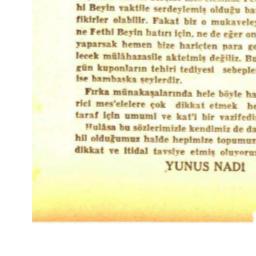 hi Beyin vaktile serdeylemiş olduğu ba
fikirler olabilir. Fakat biz o mukavele
ne Fethi Beyin hatırı için, ne de eğer on
yaparsak hemen bize hariçten para ge
lecek mülâhazasile aktetmiş değiliz. Bu
gün kuponların tehiri tediyesi sebeple
ise bambaşka şeylerdir.
Fırka münakaşalarında hele böyle ha
rici mes'elelere çok dikkat etmek he
taraf için umumî ve kat'î bir vazifedi
Hulâsa bu sözlerimizle kendimiz de da
hil olduğumuz halde hepimize topumuz
dikkat ve itidal tavsiye etmiş oluyoru
YUNUS NADI